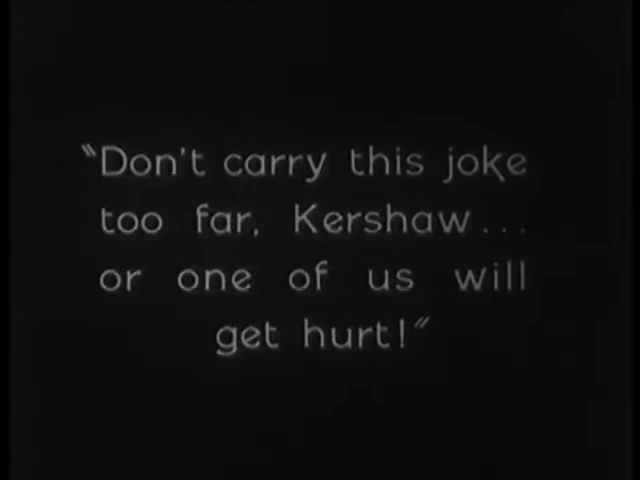 "Don't carry this joke
too far, Kershaw...
or one of us will
get hurt!"